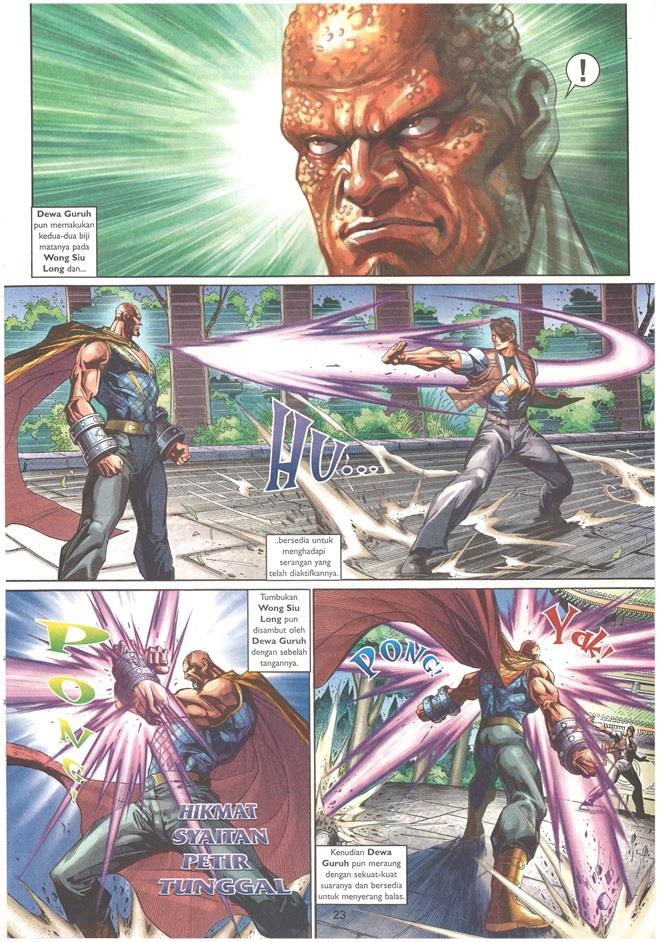 !
Dewa Guruh
pun memakukan
kedua-dua biji
matanya pada
Wong Siu
Long dan...
HU...
..bersedia untuk
menghadapi
serangan yang
telah diaktifkannya.
Tumbukan
Wong Siu
Long pun
disambut oleh
Dewa Guruh
dengan sebelah
tangannya.
PONG!
HIKMAT
SYAITAN
PETIR
TUNGGAL
PONG!
Yak!
Kenudian Dewa
Guruh pun meraung
dengan sekuat-kuat
suaranya dan bersedia
untuk menyerang balas.
23